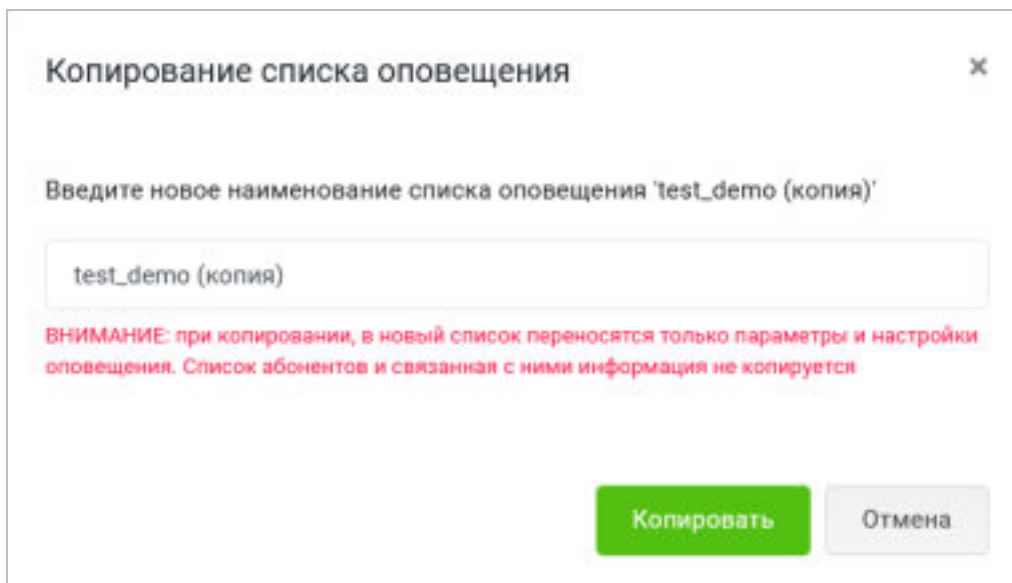 Копирование списка оповещения
Введите новое наименование списка оповещения 'test_demo (копия)'
test_demo (копия)
ВНИМАНИЕ: при копировании, в новый список переносятся только параметры и настройки
оповещения. Список абонентов и связанная с ними информация не копируется
Копировать Отмена